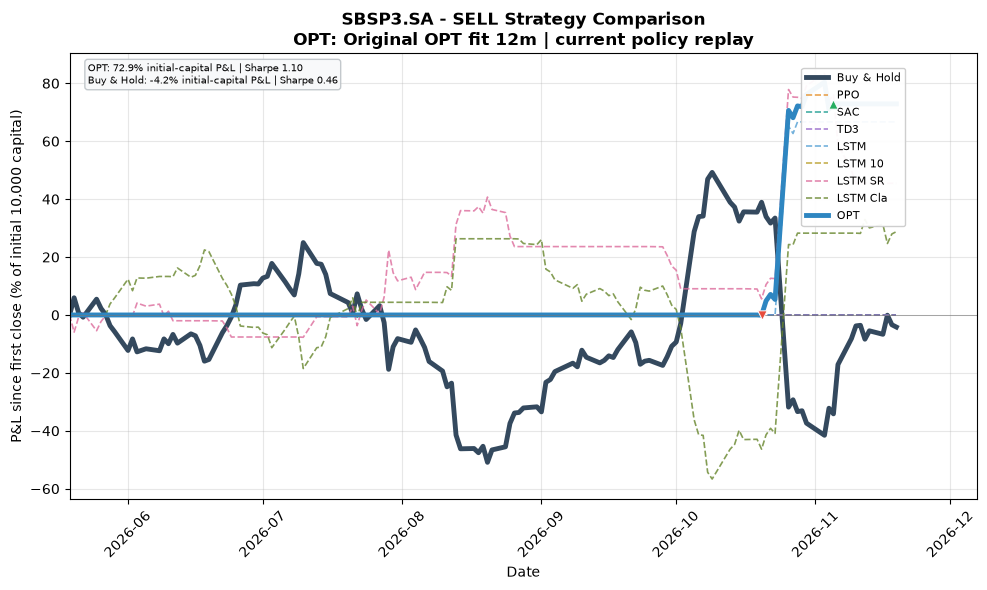 SBSP3.SA - SELL Strategy Comparison
OPT: Original OPT fit 12m | current policy replay
OPT: 72.9% initial-capital P&L | Sharpe 1.10
Buy & Hold: -4.2% initial-capital P&L | Sharpe 0.46
Buy & Hold
PPO
SAC
TD3
LSTM
LSTM 10
LSTM SR
LSTM Cla
OPT
P&L since first close (% of initial 10,000 capital)
80
60
40
20
0
−20
−40
−60
2026-06
2026-07
2026-08
2026-09
2026-10
2026-11
2026-12
Date